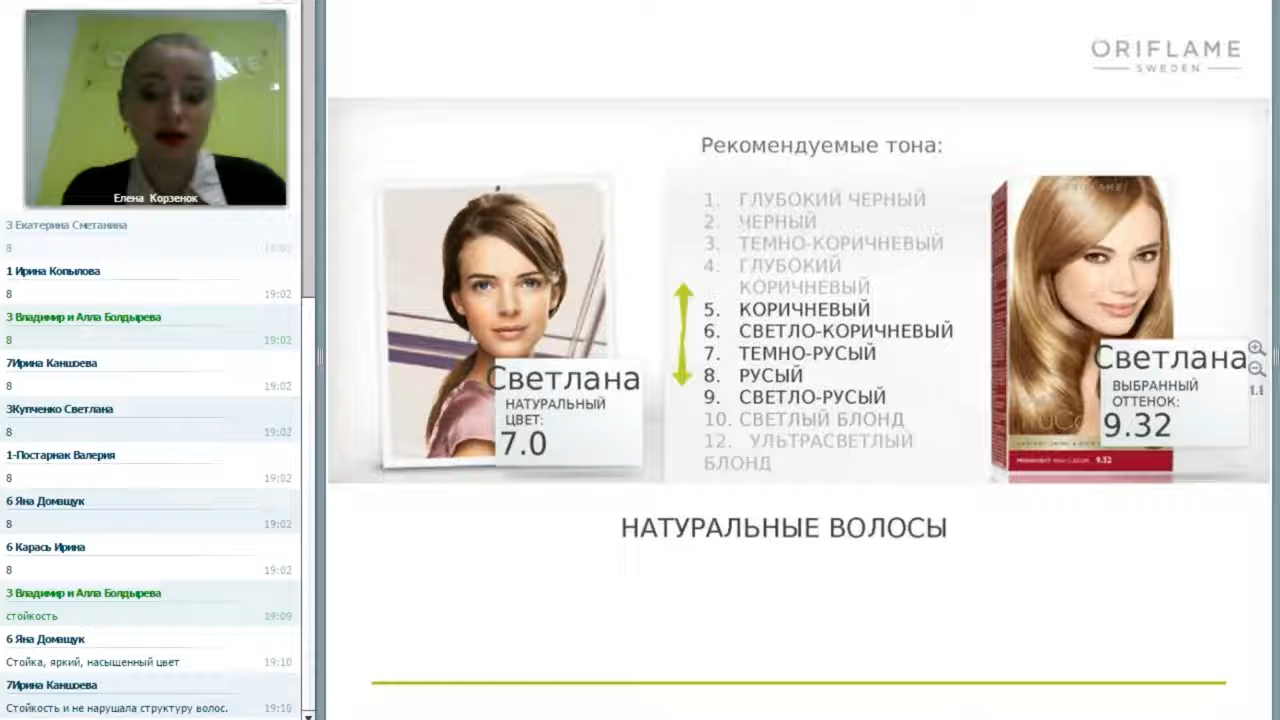 Елена Корзенок
3 Екатерина Сметанина
8
1 Ирина Копылова
8 19:02
3 Владимир и Алла Болдырева
8 19:02
7Ирина Каншоева
8 19:02
3Купченко Светлана
8 19:02
1-Постарнак Валерия
8 19:02
6 Яна Домащук
8 19:02
6 Карась Ирина
8 19:02
3 Владимир и Алла Болдырева
стойкость 19:09
6 Яна Домащук
Стойка, яркий, насыщенный цвет 19:10
7Ирина Каншоева
Стойкость и не нарушала структуру волос. 19:10
ORIFLAME
SWEDEN
Рекомендуемые тона:
1. ГЛУБОКИЙ ЧЕРНЫЙ
2. ЧЕРНЫЙ
3. ТЕМНО-КОРИЧНЕВЫЙ
4. ГЛУБОКИЙ
КОРИЧНЕВЫЙ
5. КОРИЧНЕВЫЙ
6. СВЕТЛО-КОРИЧНЕВЫЙ
7. ТЕМНО-РУСЫЙ
8. РУСЫЙ
9. СВЕТЛО-РУСЫЙ
10. СВЕТЛЫЙ БЛОНД
12. УЛЬТРАСВЕТЛЫЙ
БЛОНД
Светлана
НАТУРАЛЬНЫЙ
ЦВЕТ:
7.0
Светлана
ВЫБРАННЫЙ
ОТТЕНОК:
9.32
9.32
1.1
НАТУРАЛЬНЫЕ ВОЛОСЫ